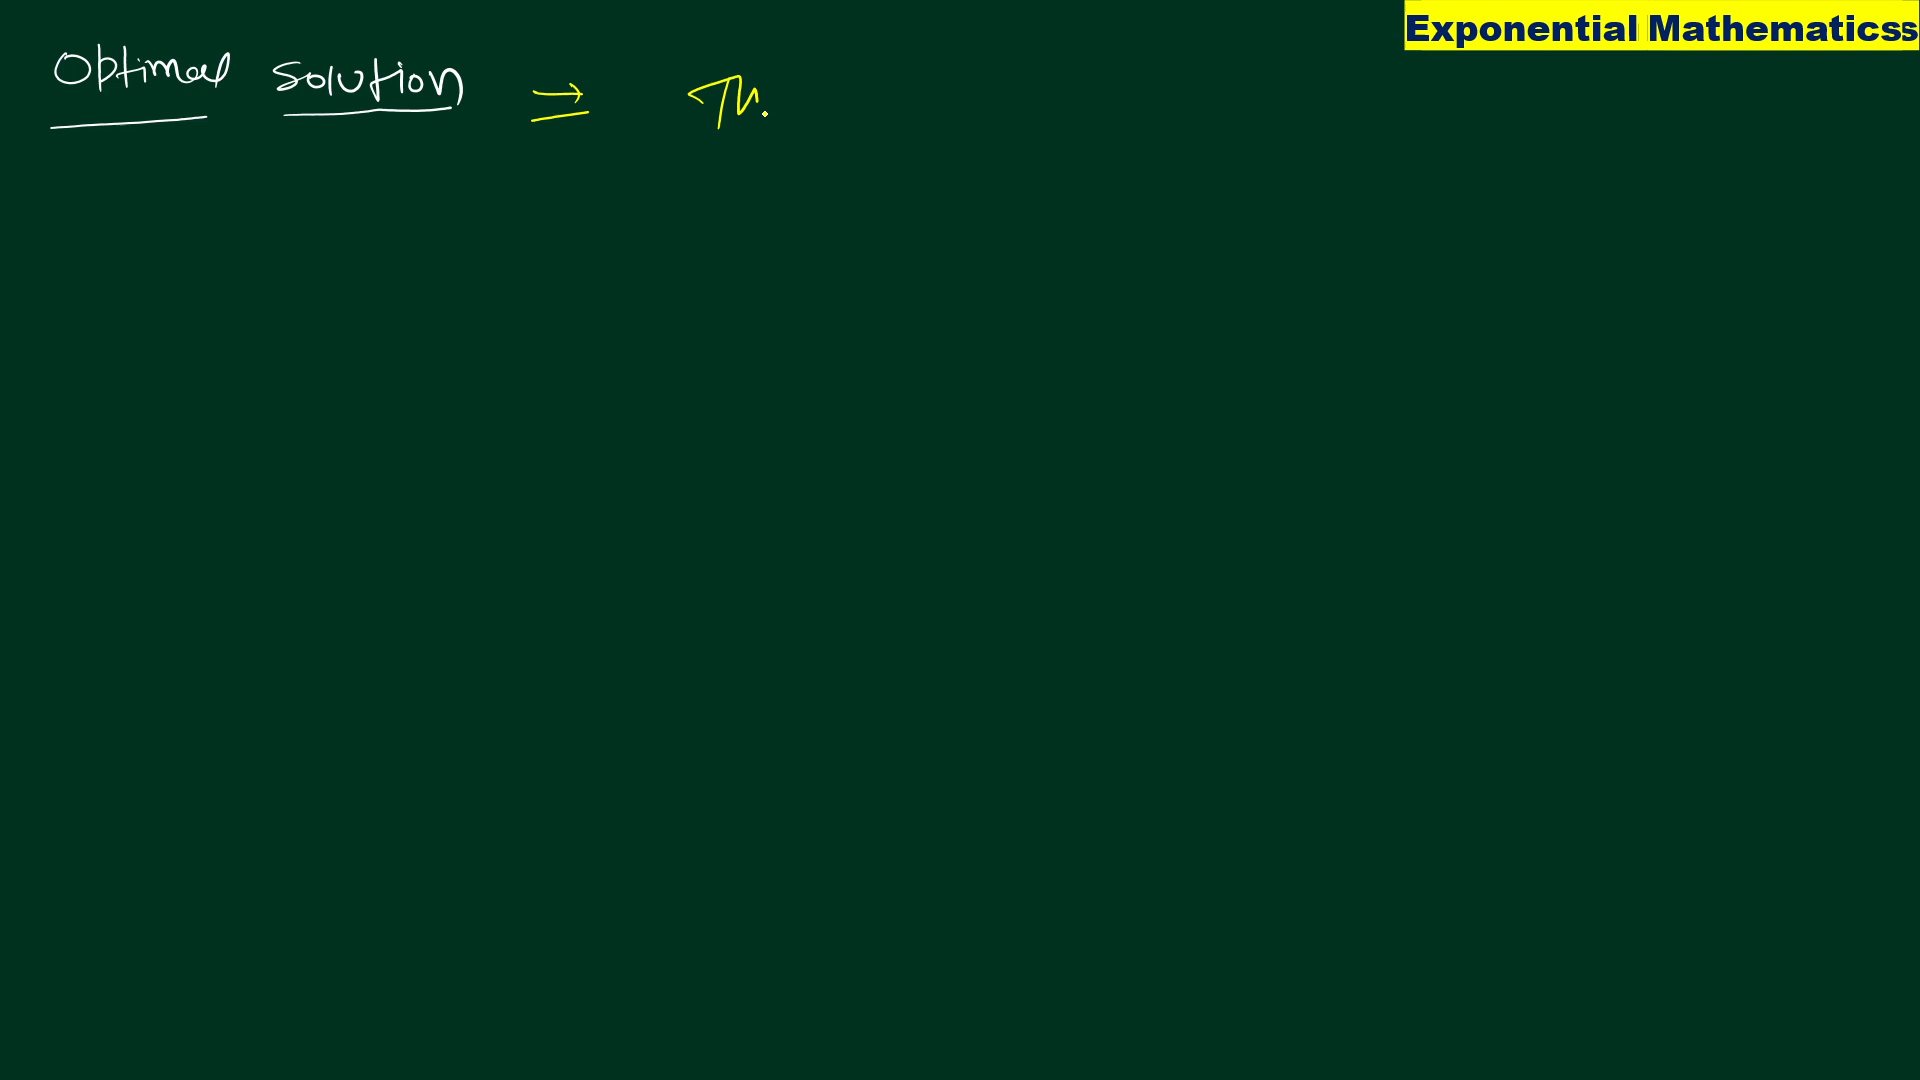 Exponential Mathematicss
Optimal Solution ⇒ Th